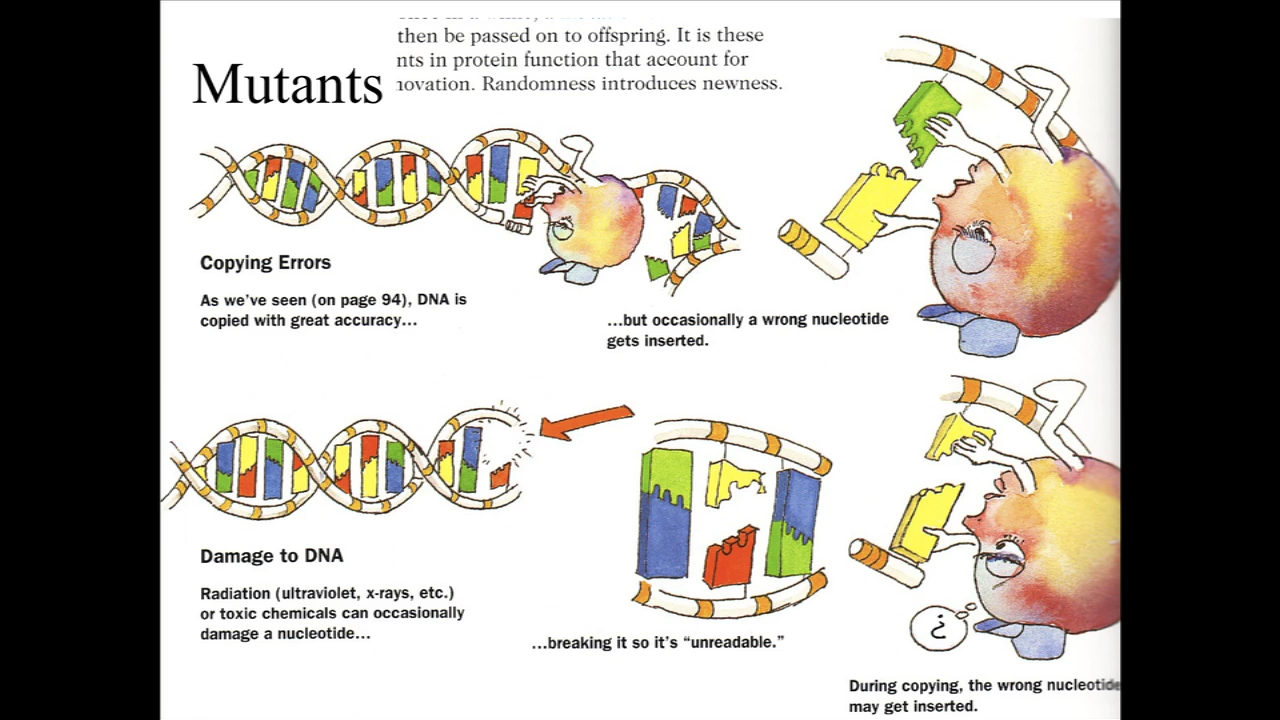 then be passed on to offspring. It is these
nts in protein function that account for
novation. Randomness introduces newness.
Mutants
Copying Errors
As we've seen (on page 94), DNA is
copied with great accuracy...
...but occasionally a wrong nucleotide
gets inserted.
Damage to DNA
Radiation (ultraviolet, x-rays, etc.)
or toxic chemicals can occasionally
damage a nucleotide...
...breaking it so it's “unreadable.”
¿
During copying, the wrong nucleotide
may get inserted.